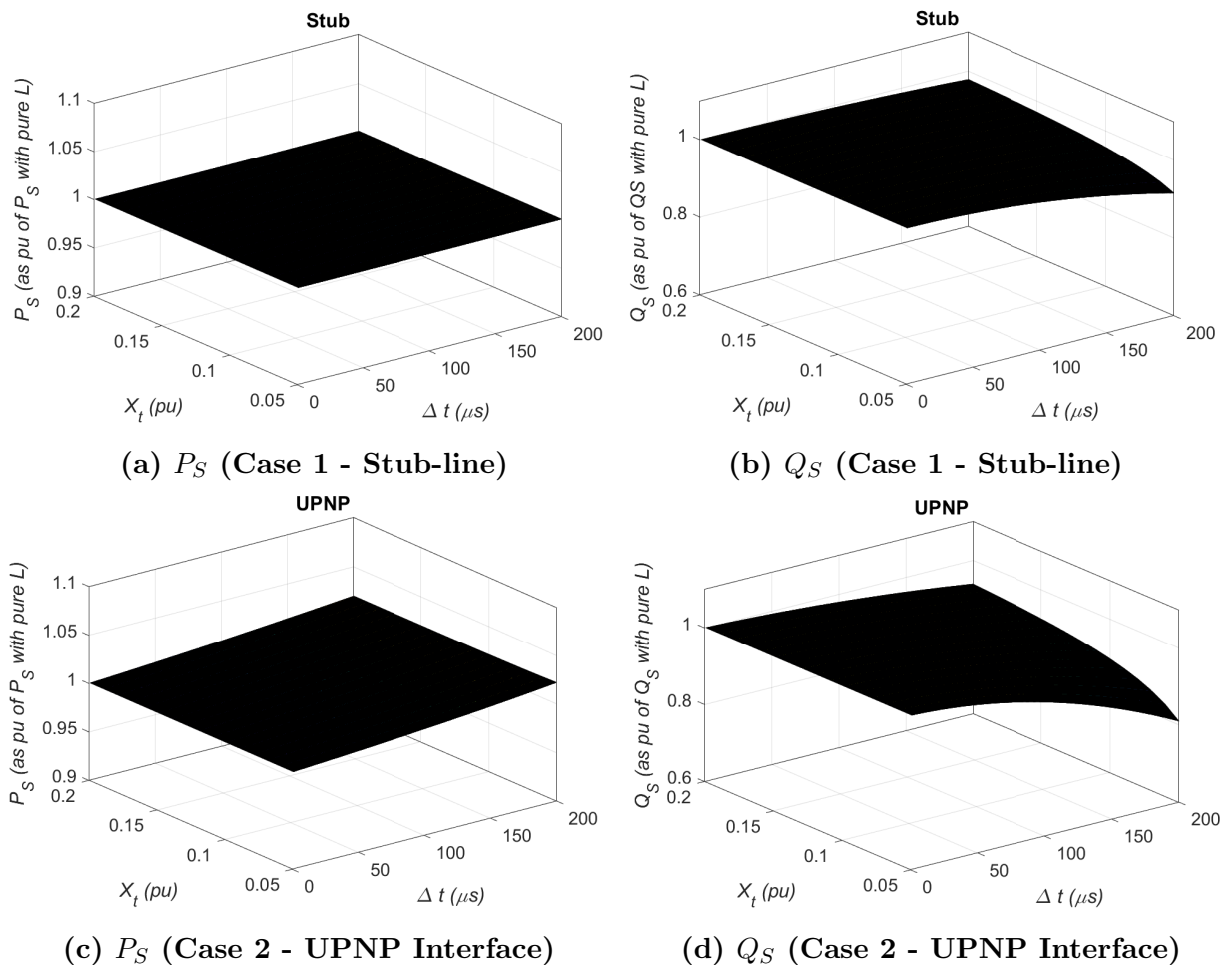 Stub
P_S (as pu of P_S with pure L)
1.1
1.05
1
0.95
0.9
0.2
0.15
0.1
0.05
X_t (pu)
0
50
100
150
200
Δ t (μs)
(a) P_S (Case 1 - Stub-line)
Stub
Q_S (as pu of QS with pure L)
1
0.8
0.6
0.2
0.15
0.1
0.05
X_t (pu)
0
50
100
150
200
Δ t (μs)
(b) Q_S (Case 1 - Stub-line)
UPNP
P_S (as pu of P_S with pure L)
1.1
1.05
1
0.95
0.9
0.2
0.15
0.1
0.05
X_t (pu)
0
50
100
150
200
Δ t (μs)
(c) P_S (Case 2 - UPNP Interface)
UPNP
Q_S (as pu of Q_S with pure L)
1
0.8
0.6
0.2
0.15
0.1
0.05
X_t (pu)
0
50
100
150
200
Δ t (μs)
(d) Q_S (Case 2 - UPNP Interface)